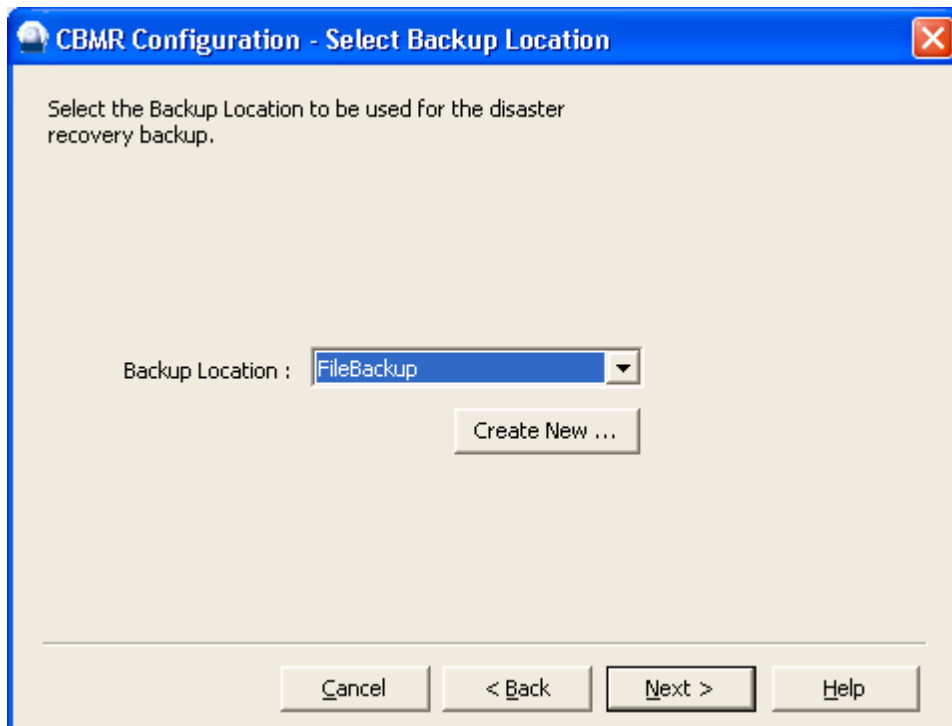 CBMR Configuration - Select Backup Location
Select the Backup Location to be used for the disaster
recovery backup.
Backup Location :
FileBackup
Create New ...
Cancel
< Back
Next >
Help